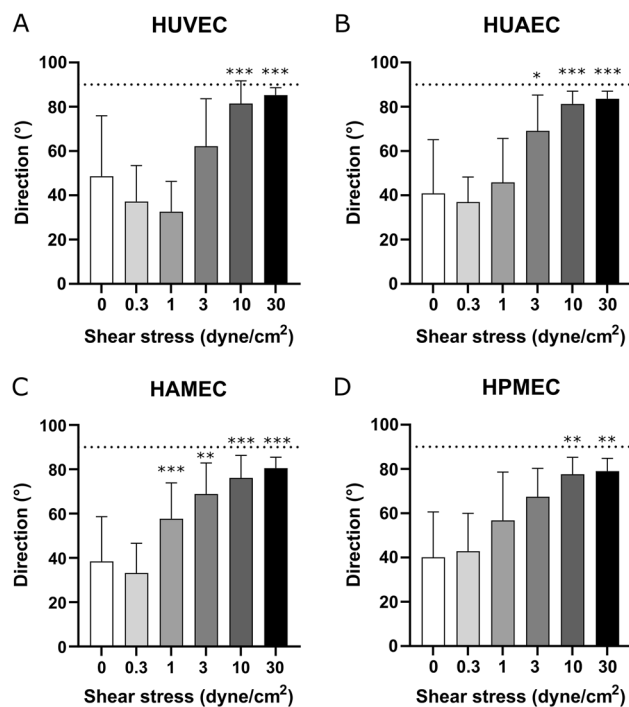 A
HUVEC
*** ***
100
80
60
40
20
0
Direction (°)
0 0.3 1 3 10 30
Shear stress (dyne/cm²)
B
HUAEC
* *** ***
100
80
60
40
20
0
Direction (°)
0 0.3 1 3 10 30
Shear stress (dyne/cm²)
C
HAMEC
*** ** *** ***
100
80
60
40
20
0
Direction (°)
0 0.3 1 3 10 30
Shear stress (dyne/cm²)
D
HPMEC
** **
100
80
60
40
20
0
Direction (°)
0 0.3 1 3 10 30
Shear stress (dyne/cm²)